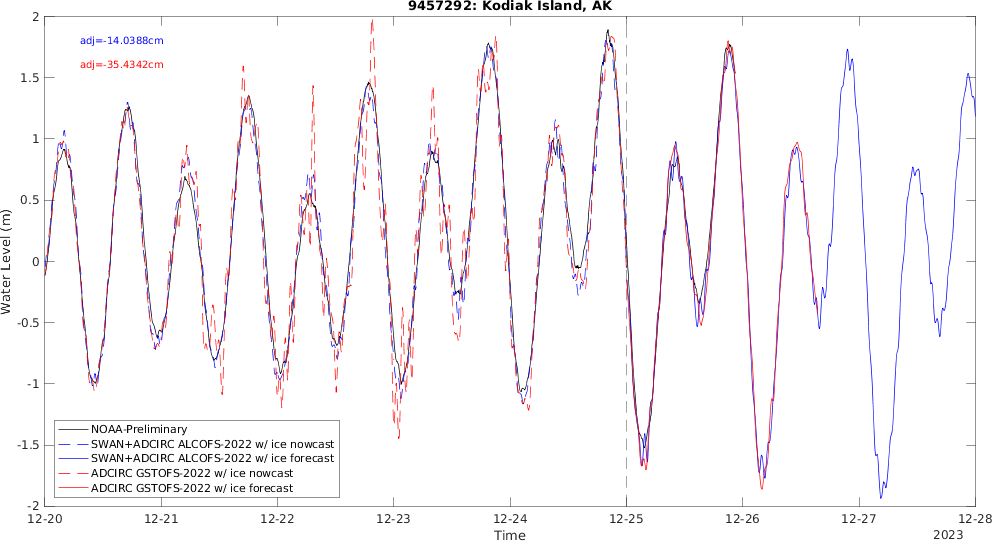 9457292: Kodiak Island, AK
adj=-14.0388cm
adj=-35.4342cm
Water Level (m)
2
1.5
1
0.5
0
-0.5
-1
-1.5
-2
NOAA-Preliminary
SWAN+ADCIRC ALCOFS-2022 w/ ice nowcast
SWAN+ADCIRC ALCOFS-2022 w/ ice forecast
ADCIRC GSTOFS-2022 w/ ice nowcast
ADCIRC GSTOFS-2022 w/ ice forecast
12-20 12-21 12-22 12-23 12-24 12-25 12-26 12-27 12-28
Time
2023